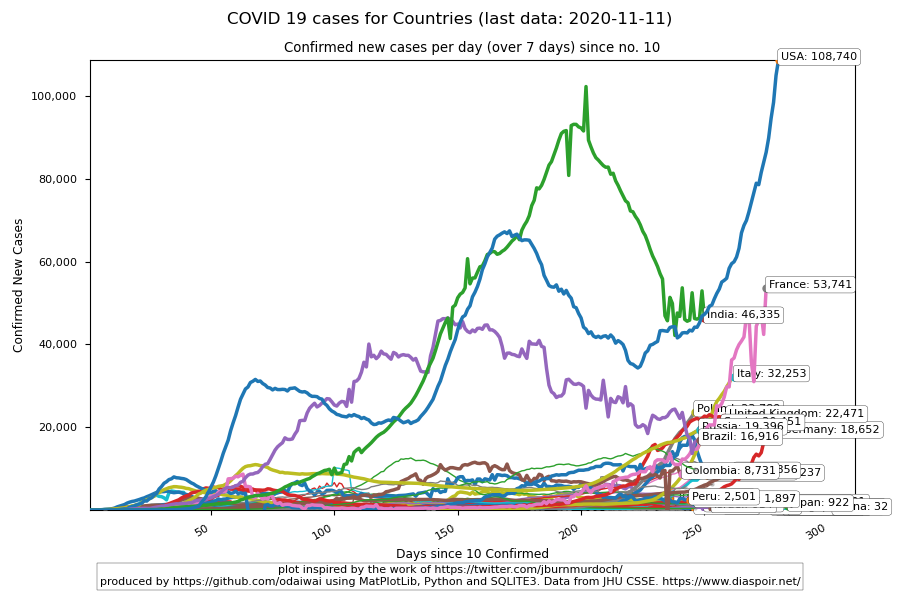 COVID 19 cases for Countries (last data: 2020-11-11)
Confirmed new cases per day (over 7 days) since no. 10
USA: 108,740
100,000
80,000
60,000
40,000
20,000
Confirmed New Cases
France: 53,741
India: 46,335
Italy: 32,253
United Kingdom: 22,471
Russia: 19,396
18,652
Brazil: 16,916
Colombia: 8,731
856
237
Peru: 2,501
1,897
922
32
50
100
150
200
250
300
Days since 10 Confirmed
plot inspired by the work of https://twitter.com/jburnmurdoch/
produced by https://github.com/odaiwai using MatPlotLib, Python and SQLITE3. Data from JHU CSSE. https://www.diaspoir.net/